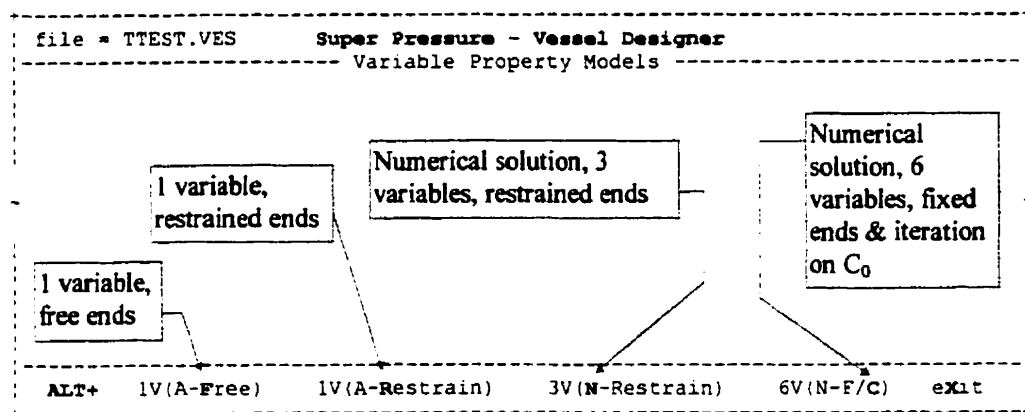 file = TTEST.VES Super Pressure - Vessel Designer
Variable Property Models
Numerical solution, 3
variables, restrained ends
Numerical
solution, 6
variables, fixed
ends & iteration
on C₀
1 variable,
restrained ends
1 variable,
free ends
ALT+ 1V(A-Free) 1V(A-Restrain) 3V(N-Restrain) 6V(N-F/C) eXit